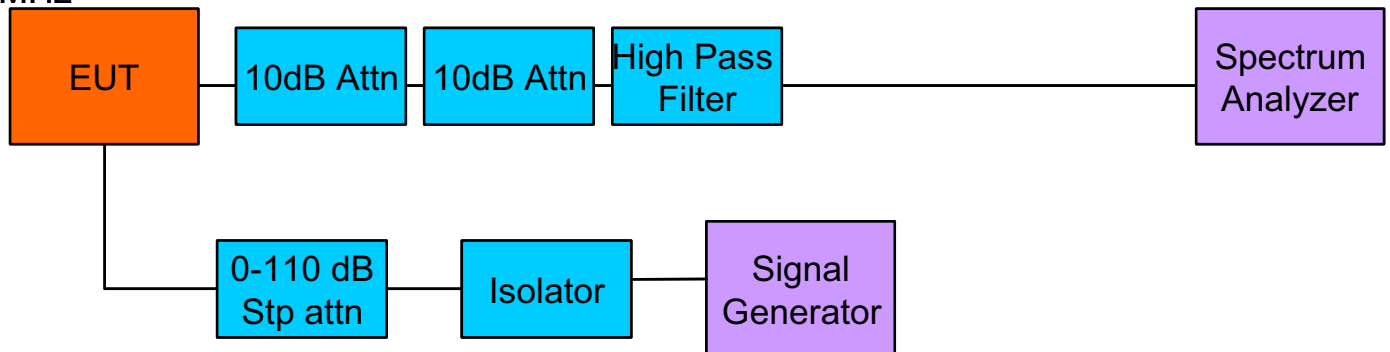 EUT
10dB Attn
10dB Attn
High Pass
Filter
Spectrum
Analyzer
0-110 dB
Stp attn
Isolator
Signal
Generator